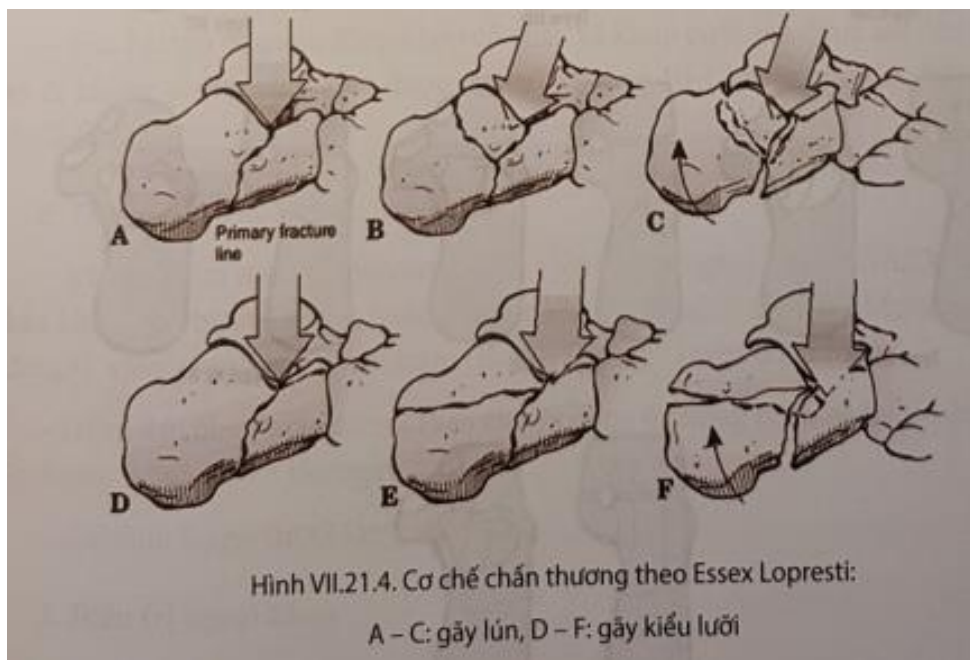 A
Primary fracture
line
B
C
D
E
F
Hình VII.21.4. Cơ chế chấn thương theo Essex Lopresti:
A – C: gãy lún, D – F: gãy kiểu lưỡi